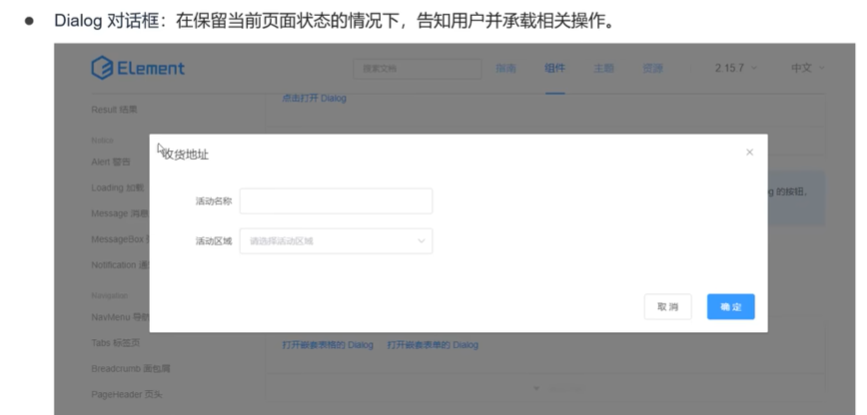 ● Dialog 对话框：在保留当前页面状态的情况下，告知用户并承载相关操作。
Element 搜索文档 指南 组件 主题 资源 2.15.7 中文
点击打开 Dialog
Result 结果
Notice
Alert 警告
收货地址
Loading 加载
活动名称
g 的按钮，
Message 消息
MessageBox
活动区域 请选择活动区域
Notification 通
Navigation
取 消 确 定
NavMenu 导航
Tabs 标签页
打开嵌套表格的 Dialog 打开嵌套表单的 Dialog
Breadcrumb 面包屑
PageHeader 页头